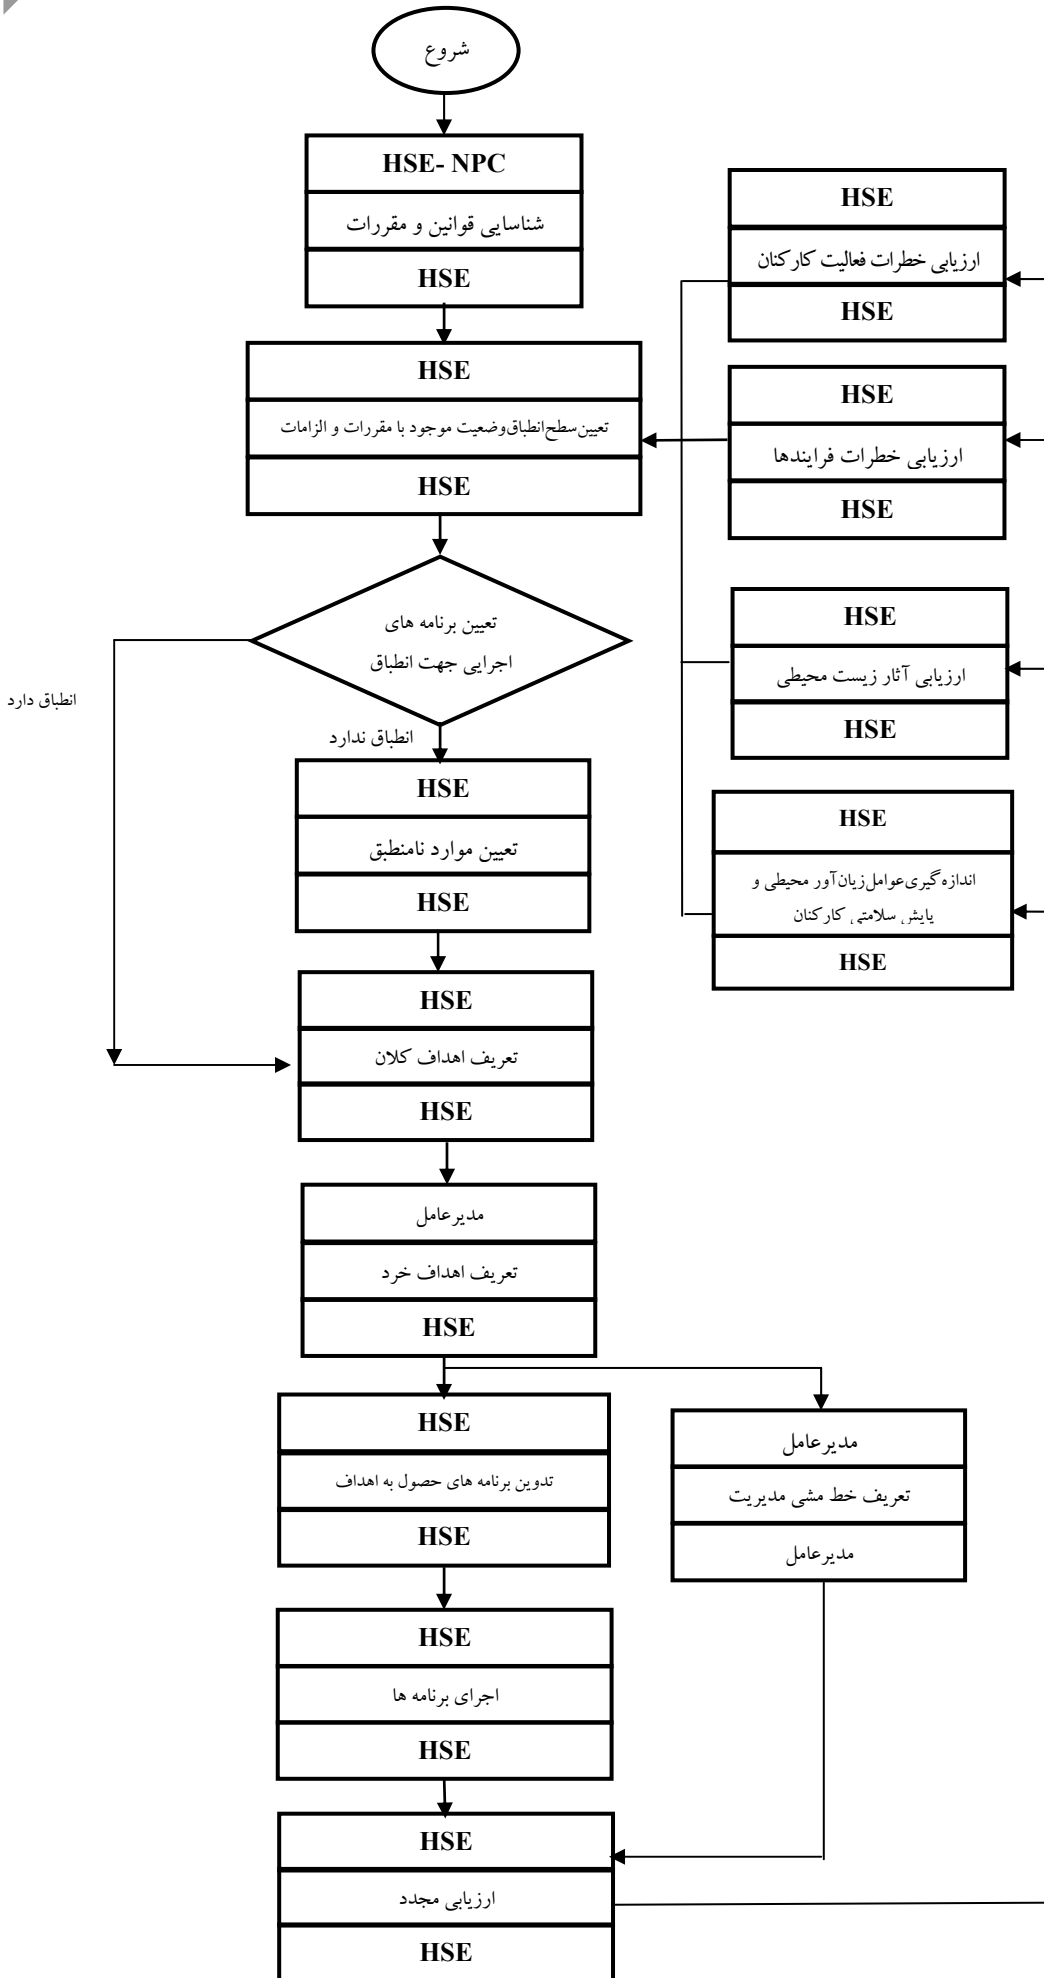 شروع
HSE- NPC
شناسایی قوانین و مقررات
HSE
HSE
تعیین سطح انطباق وضعیت موجود با مقررات و الزامات
HSE
HSE
ارزیابی خطرات فعالیت کارکنان
HSE
HSE
ارزیابی خطرات فرایندها
HSE
HSE
ارزیابی آثار زیست محیطی
HSE
HSE
اندازه گیری عوامل زیان آور محیطی و
پایش سلامتی کارکنان
HSE
تعیین برنامه های
اجرایی جهت انطباق
انطباق دارد
انطباق ندارد
HSE
تعیین موارد نامنطبق
HSE
HSE
تعریف اهداف کلان
HSE
مدیرعامل
تعریف اهداف خرد
HSE
HSE
تدوین برنامه های حصول به اهداف
HSE
مدیرعامل
تعریف خط مشی مدیریت
مدیرعامل
HSE
اجرای برنامه ها
HSE
HSE
ارزیابی مجدد
HSE